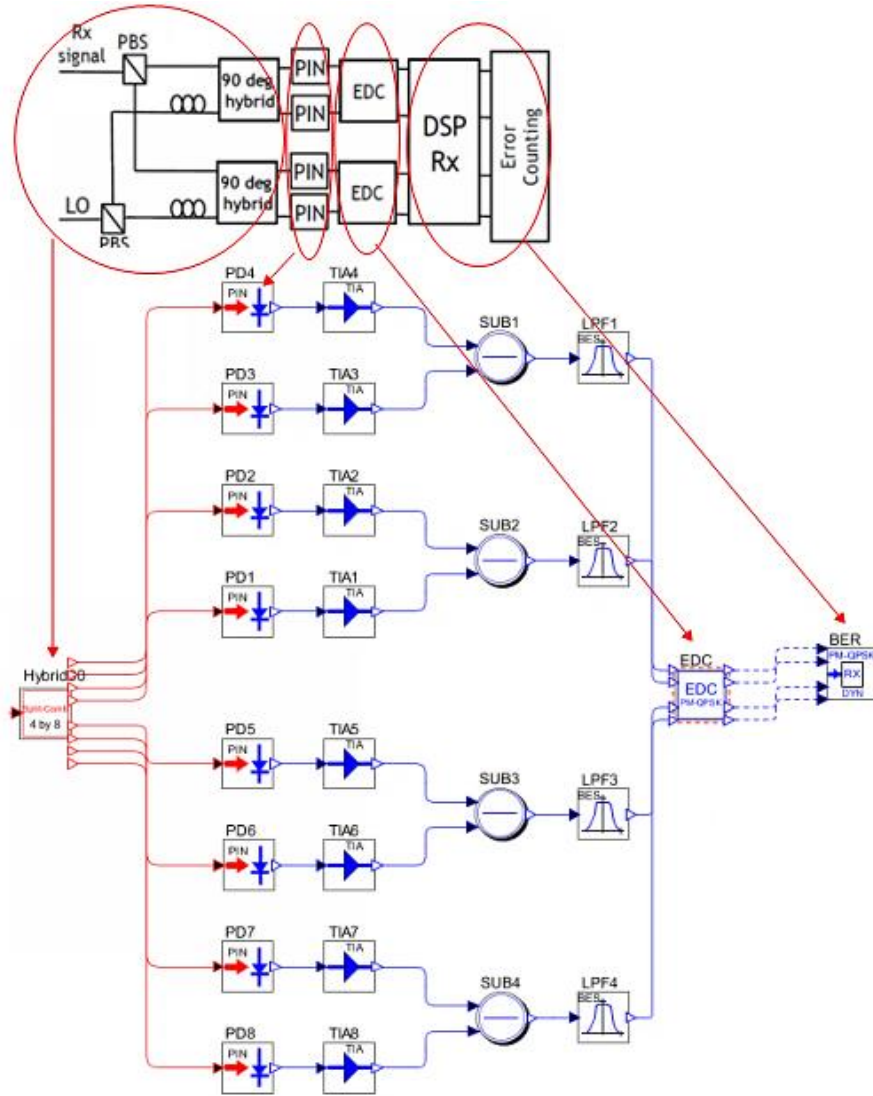 Rx
signal
PBS
90 deg
hybrid
PIN
PIN
EDC
DSP
Rx
Error
Counting
90 deg
hybrid
PIN
PIN
EDC
LO
PBS
PD4
PIN
TIA4
TIA
SUB1
LPF1
BES
PD3
PIN
TIA3
TIA
PD2
PIN
TIA2
TIA
SUB2
LPF2
BES
PD1
PIN
TIA1
TIA
Hybrid
4 by 8
EDC
EDC
PM-QPSK
BER
PM-QPSK
RX
DYN
PD5
PIN
TIA5
TIA
SUB3
LPF3
BES
PD6
PIN
TIA6
TIA
PD7
PIN
TIA7
TIA
SUB4
LPF4
BES
PD8
PIN
TIA8
TIA